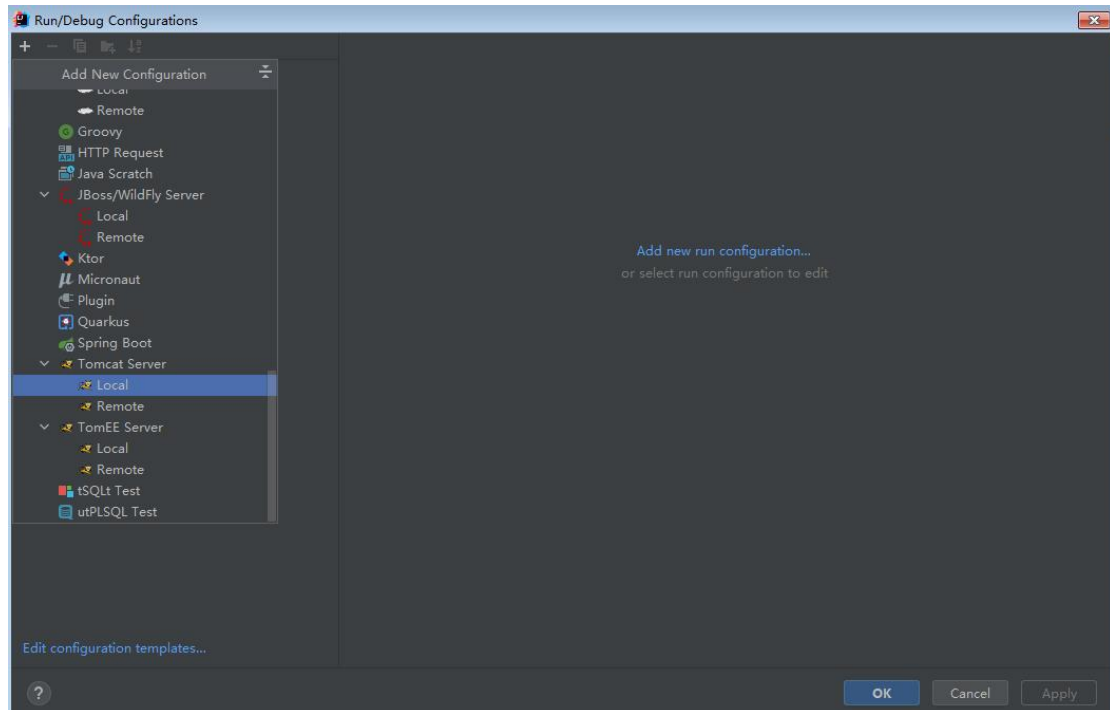 Run/Debug Configurations
Add New Configuration
Local
Remote
Groovy
HTTP Request
Java Scratch
JBoss/WildFly Server
Local
Remote
Ktor
Micronaut
Plugin
Quarkus
Spring Boot
Tomcat Server
Local
Remote
TomEE Server
Local
Remote
tSQLt Test
utPLSQL Test
Add new run configuration...
or select run configuration to edit
Edit configuration templates...
?
OK
Cancel
Apply